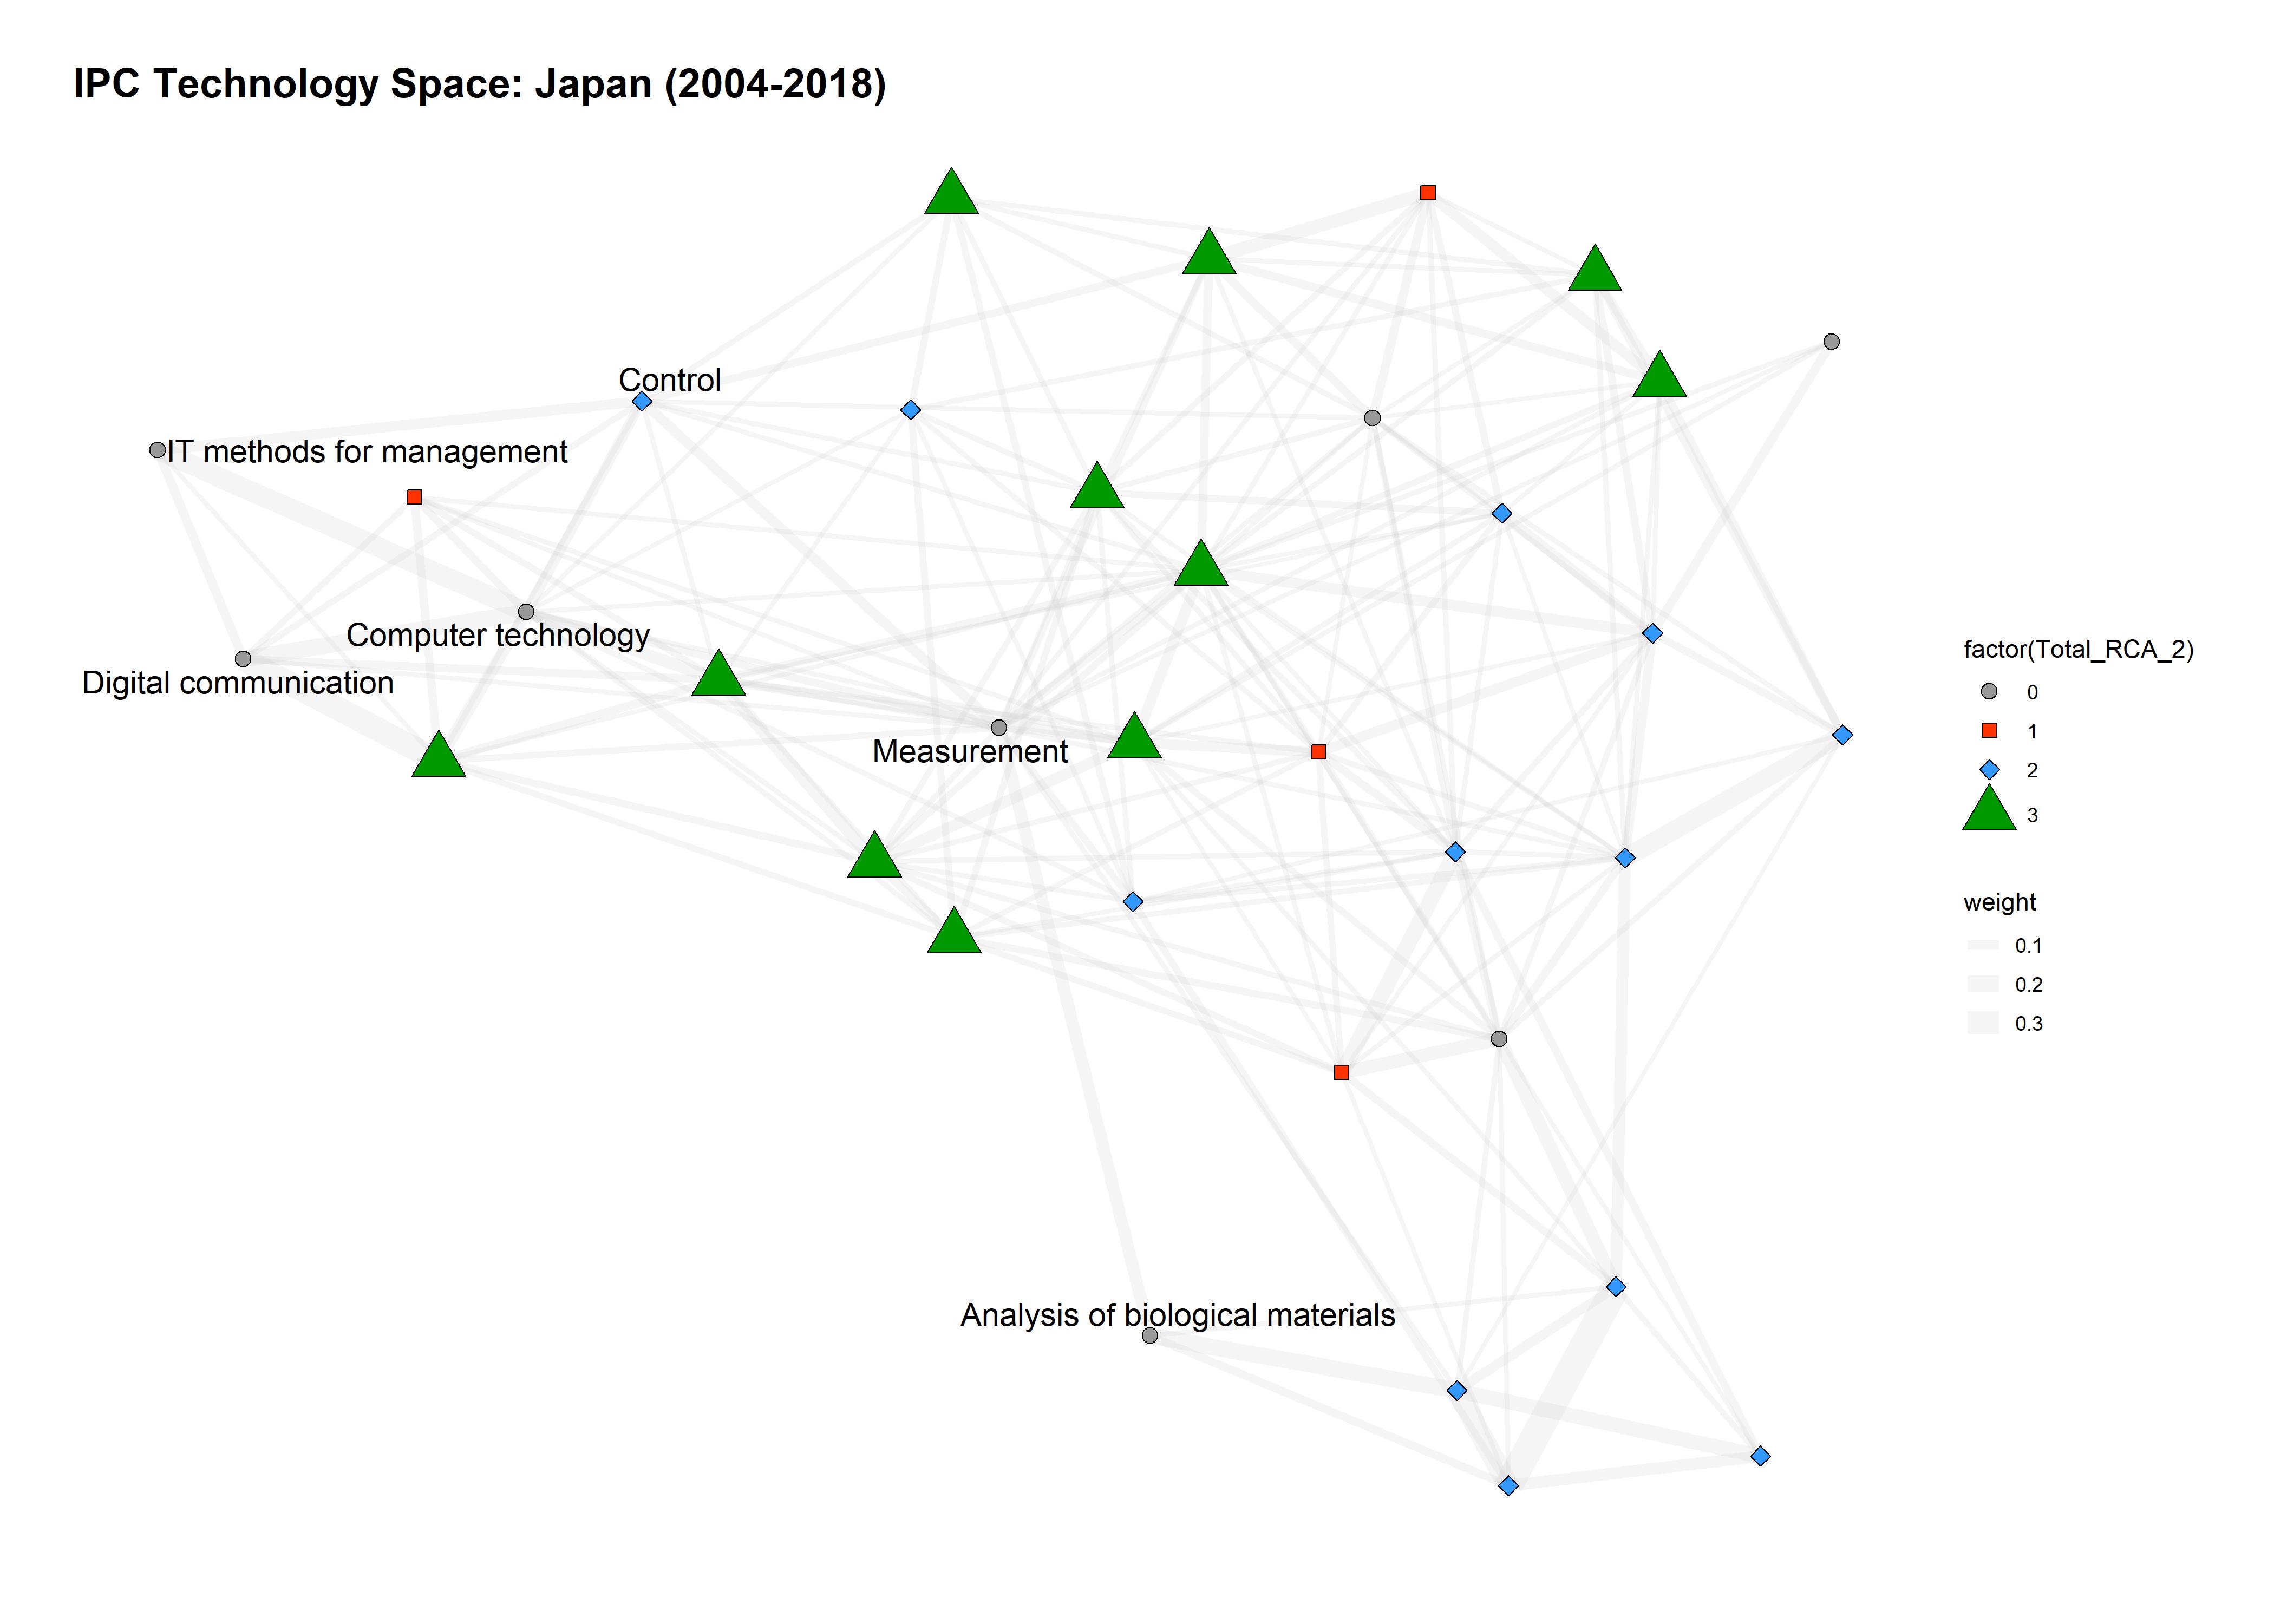 IPC Technology Space: Japan (2004-2018)
Control
IT methods for management
Computer technology
Digital communication
Measurement
Analysis of biological materials
factor(Total_RCA_2)
0
1
2
3
weight
0.1
0.2
0.3